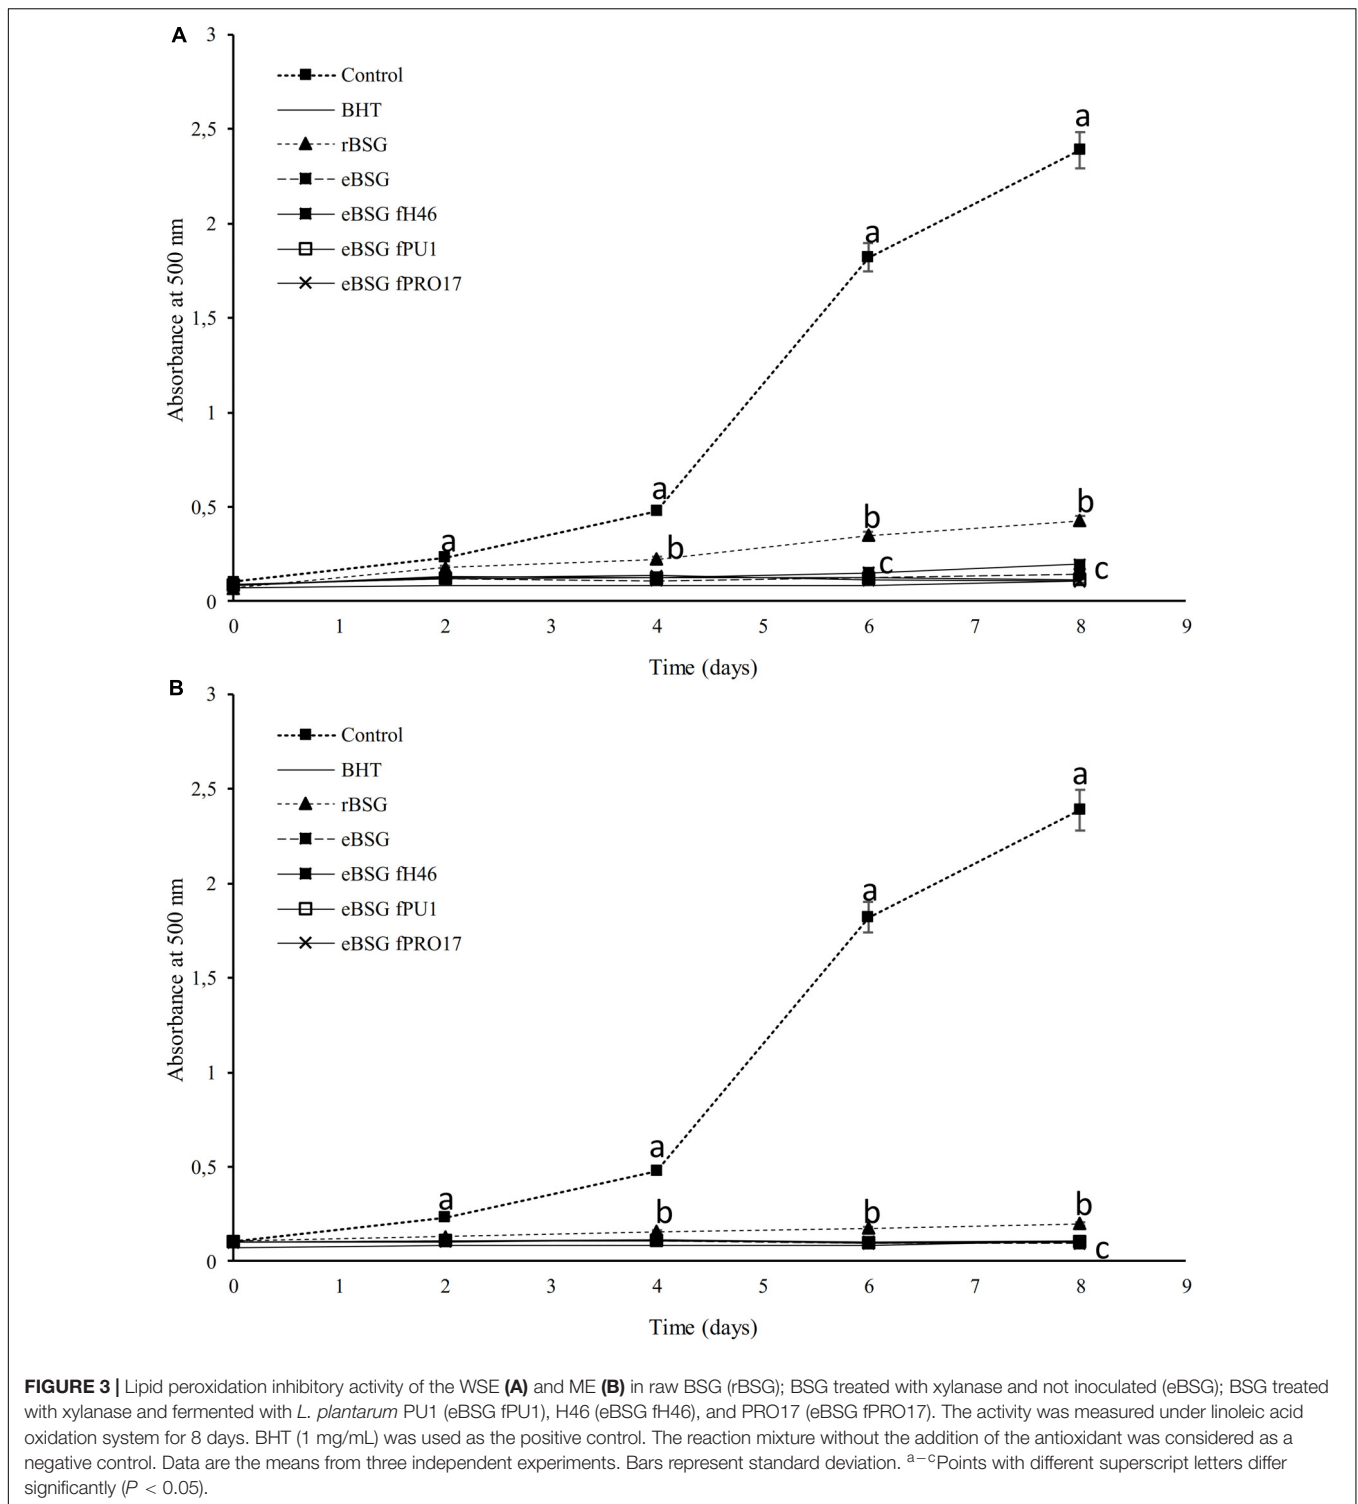 A
3
2,5
2
1,5
1
0,5
0
Absorbance at 500 nm
Control
BHT
rBSG
eBSG
eBSG fH46
eBSG fPU1
eBSG fPRO17
a
a
a
a
b
b
b
c
c
0 1 2 3 4 5 6 7 8 9
Time (days)
B
3
2,5
2
1,5
1
0,5
0
Absorbance at 500 nm
Control
BHT
rBSG
eBSG
eBSG fH46
eBSG fPU1
eBSG fPRO17
a
a
a
a
b
b
b
c
0 1 2 3 4 5 6 7 8 9
Time (days)
FIGURE 3 | Lipid peroxidation inhibitory activity of the WSE (A) and ME (B) in raw BSG (rBSG); BSG treated with xylanase and not inoculated (eBSG); BSG treated
with xylanase and fermented with L. plantarum PU1 (eBSG fPU1), H46 (eBSG fH46), and PRO17 (eBSG fPRO17). The activity was measured under linoleic acid
oxidation system for 8 days. BHT (1 mg/mL) was used as the positive control. The reaction mixture without the addition of the antioxidant was considered as a
negative control. Data are the means from three independent experiments. Bars represent standard deviation. a–cPoints with different superscript letters differ
significantly (P < 0.05).